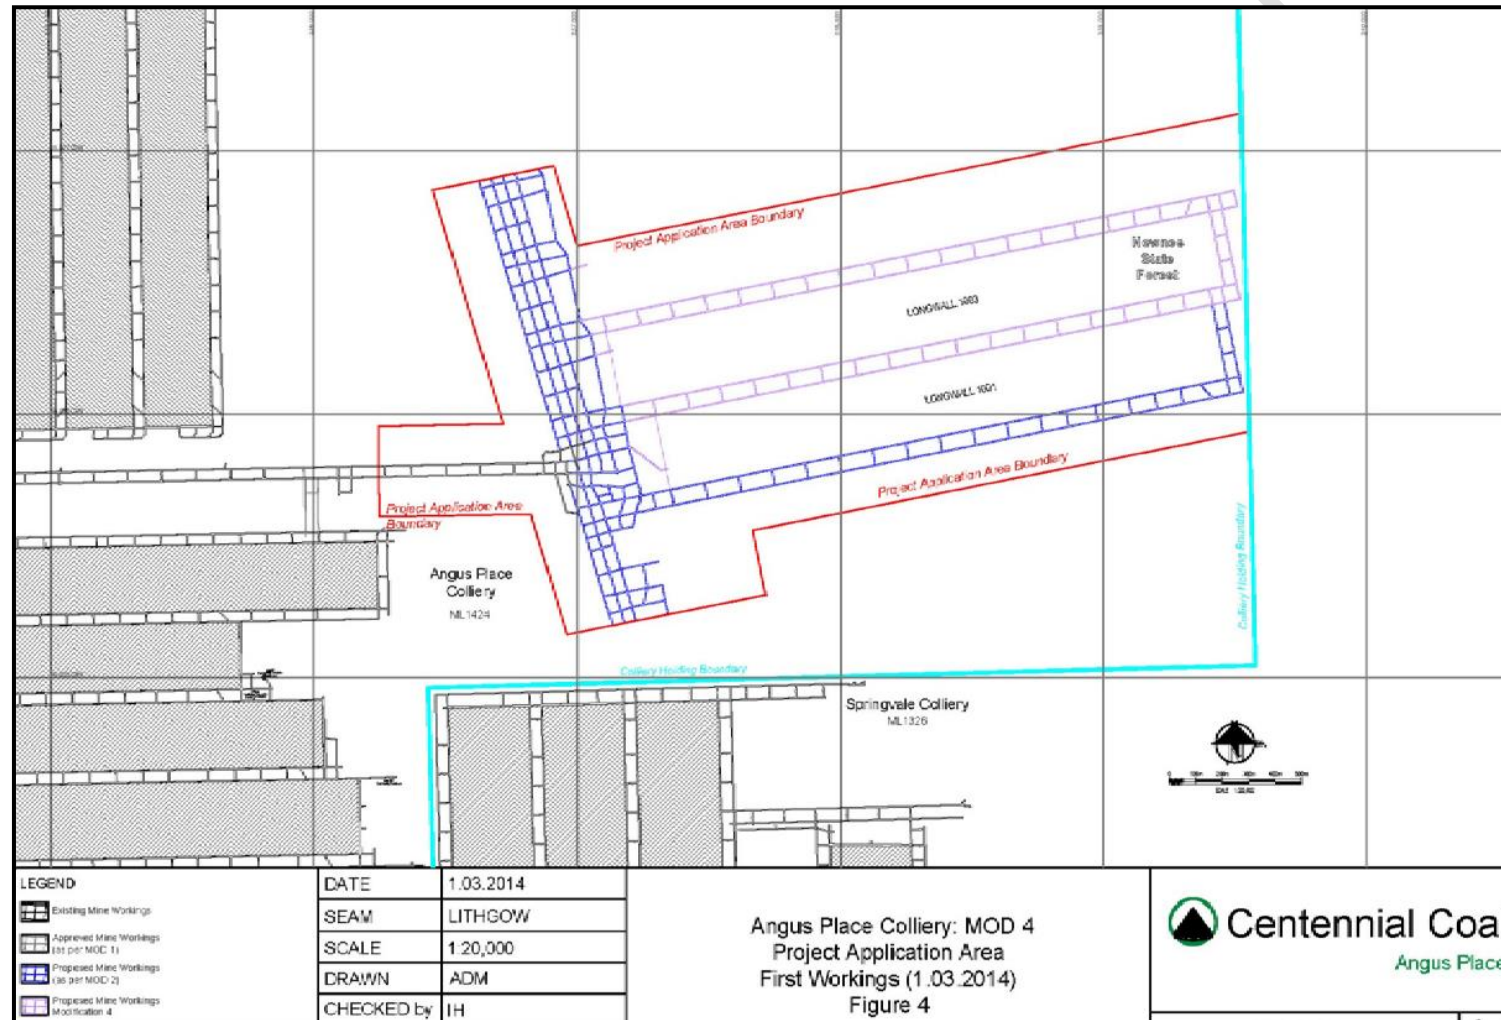 Project Application Area Boundary
Newnes
State
Forest
LONGWALL
LONGWALL
Project Application Area Boundary
Project Application Area
Boundary
Angus Place
Colliery
ML1424
Colliery Holding Boundary
Colliery Holding Boundary
Springvale Colliery
ML1326
LEGEND
Existing Mine Workings
Approved Mine Workings
(as per MOD 1)
Proposed Mine Workings
(as per MOD 2)
Proposed Mine Workings
Modification 4
DATE 1.03.2014
SEAM LITHGOW
SCALE 1:20,000
DRAWN ADM
CHECKED by IH
Angus Place Colliery: MOD 4
Project Application Area
First Workings (1.03.2014)
Figure 4
Centennial Coa
Angus Place